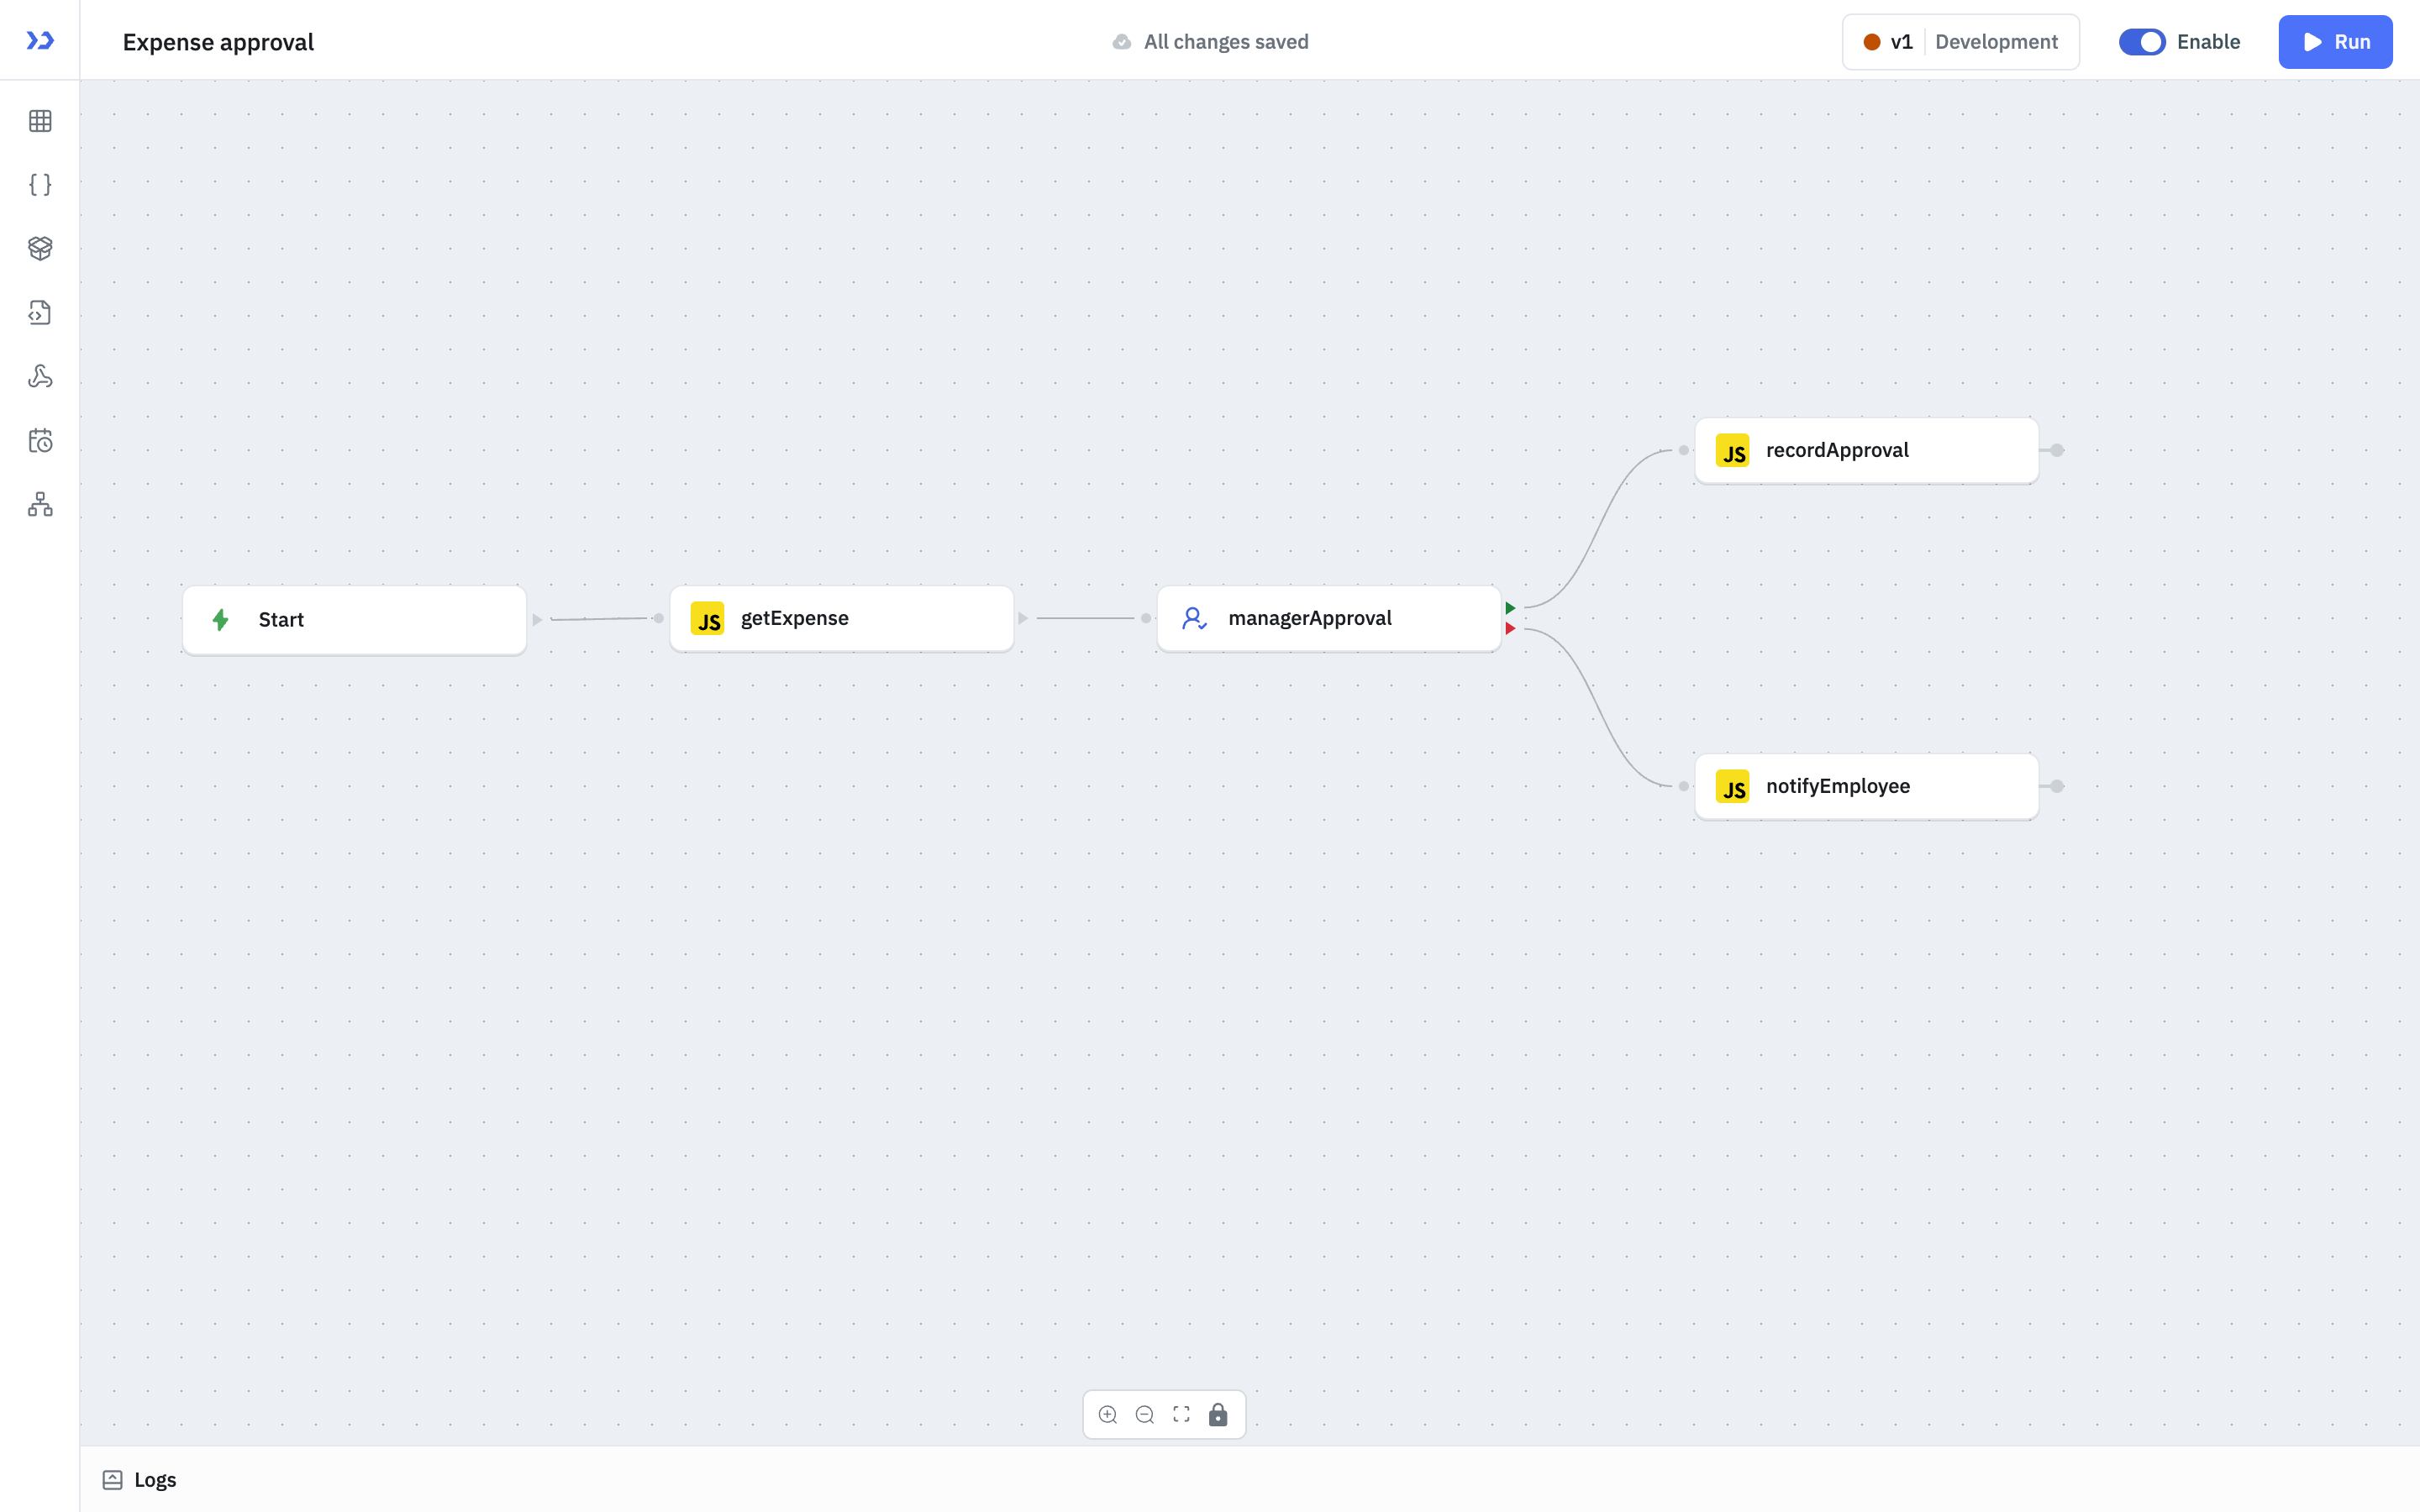 Expense approval
All changes saved
v1 Development
Enable
Run
JS recordApproval
Start
JS getExpense
managerApproval
JS notifyEmployee
Logs